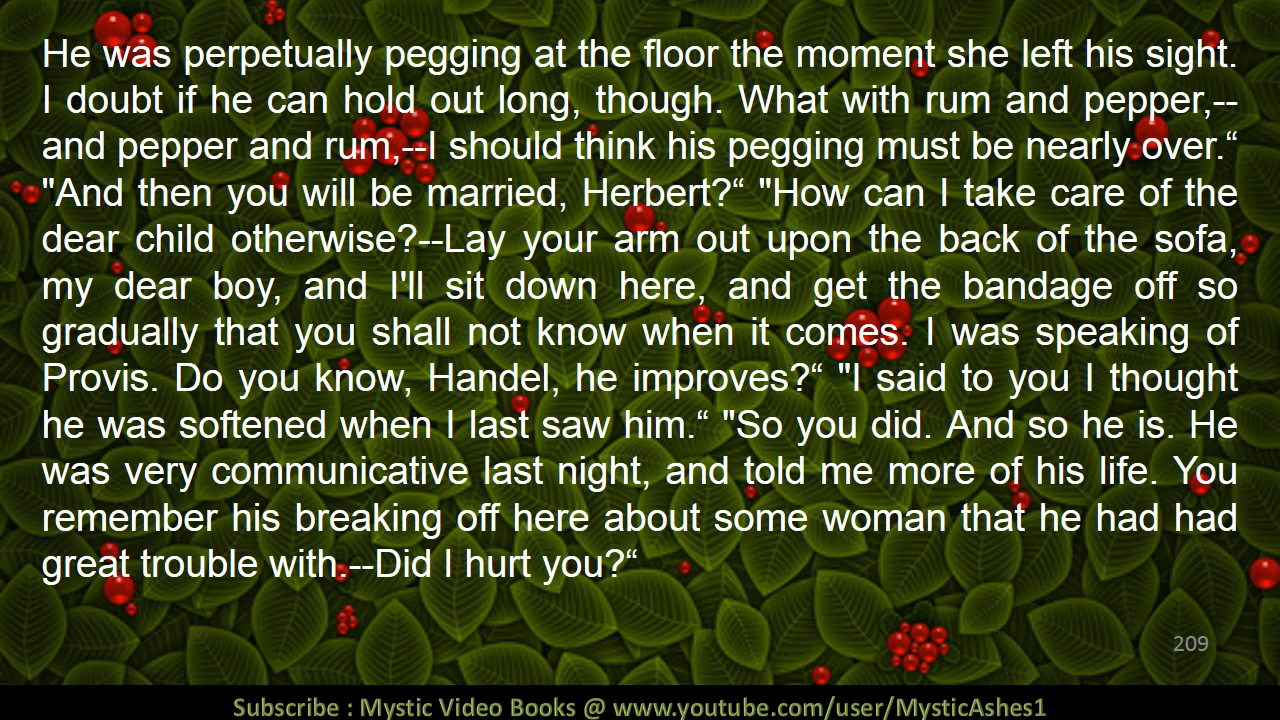 He was perpetually pegging at the floor the moment she left his sight.
I doubt if he can hold out long, though. What with rum and pepper,--
and pepper and rum,--I should think his pegging must be nearly over.“
"And then you will be married, Herbert?“ "How can I take care of the
dear child otherwise?--Lay your arm out upon the back of the sofa,
my dear boy, and I'll sit down here, and get the bandage off so
gradually that you shall not know when it comes. I was speaking of
Provis. Do you know, Handel, he improves?“ "I said to you I thought
he was softened when I last saw him.“ "So you did. And so he is. He
was very communicative last night, and told me more of his life. You
remember his breaking off here about some woman that he had had
great trouble with.--Did I hurt you?“
209
Subscribe : Mystic Video Books @ www.youtube.com/user/MysticAshes1